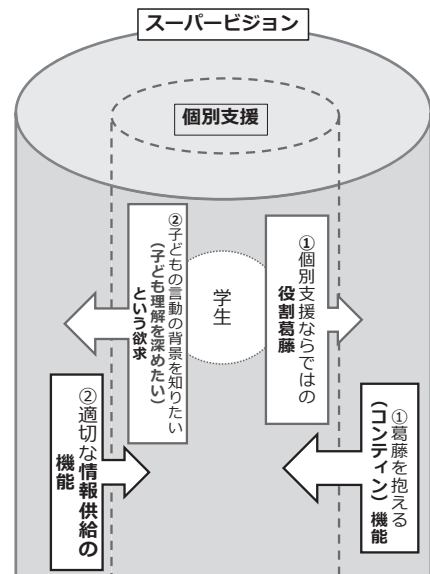 スーパービジョン
個別支援
②子どもの言動の背景を知りたい
(子ども理解を深めたい)
という欲求
学生
①個別支援ならではの
役割葛藤
②適切な情報供給の
機能
①葛藤を抱える
(コンティン)機能